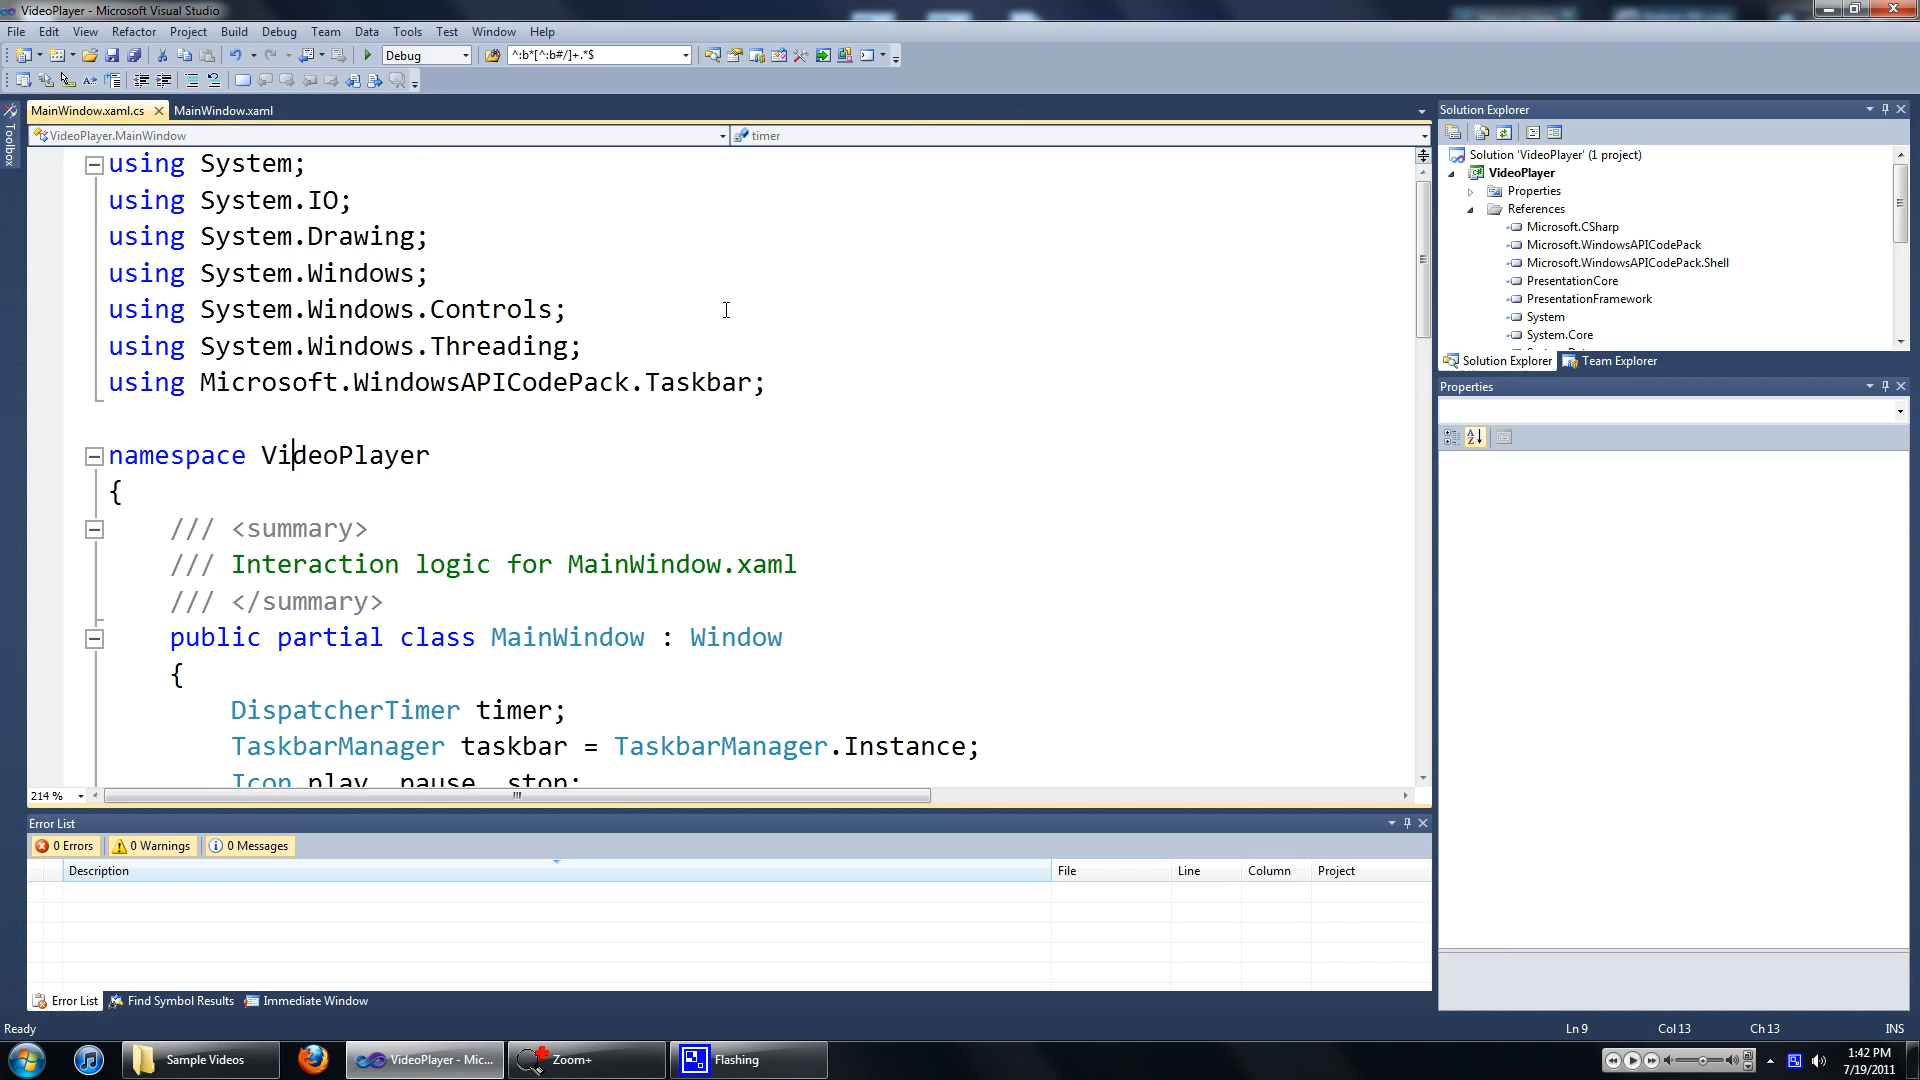 VideoPlayer - Microsoft Visual Studio
File Edit View Refactor Project Build Debug Team Data Tools Test Window Help
Debug ^:b*[^:b#/]+.*$
MainWindow.xaml.cs MainWindow.xaml
VideoPlayer.MainWindow timer
Toolbox
using System;
using System.IO;
using System.Drawing;
using System.Windows;
using System.Windows.Controls;
using System.Windows.Threading;
using Microsoft.WindowsAPICodePack.Taskbar;
namespace VideoPlayer
{
/// <summary>
/// Interaction logic for MainWindow.xaml
/// </summary>
public partial class MainWindow : Window
{
DispatcherTimer timer;
TaskbarManager taskbar = TaskbarManager.Instance;
Icon play, pause, stop;
214 %
Solution Explorer
Solution 'VideoPlayer' (1 project)
VideoPlayer
Properties
References
Microsoft.CSharp
Microsoft.WindowsAPICodePack
Microsoft.WindowsAPICodePack.Shell
PresentationCore
PresentationFramework
System
System.Core
Solution Explorer Team Explorer
Properties
Error List
0 Errors 0 Warnings 0 Messages
Description File Line Column Project
Error List Find Symbol Results Immediate Window
Ready Ln 9 Col 13 Ch 13 INS
Sample Videos VideoPlayer - Mic... Zoom+ Flashing
1:42 PM
7/19/2011